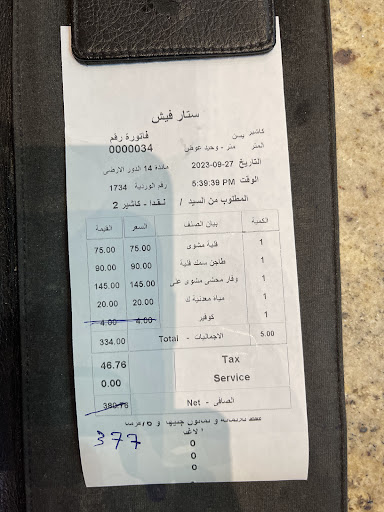 ستار فيش
كاشير يسن فاتورة رقم
المتر متر - وحيد عوض 0000034
التاريخ 2023-09-27 مائدة 14 الدور الارضى
الوقت 5:39:39 PM رقم الوردية 1734
المطلوب من السيد / نقدا - كاشير 2
الكمية بيان الصنف السعر القيمة
1 قلية مشوى 75.00 75.00
1 طاجن سمك قلية 90.00 90.00
1 وقار محشى مشوى على 145.00 145.00
1 مياه معدنية ك 20.00 20.00
1 كوفير 4.00 4.00
5.00 الاجماليات - Total 334.00
Tax 46.76
Service 0.00
الصافى - Net 380.76
377
0
0
0